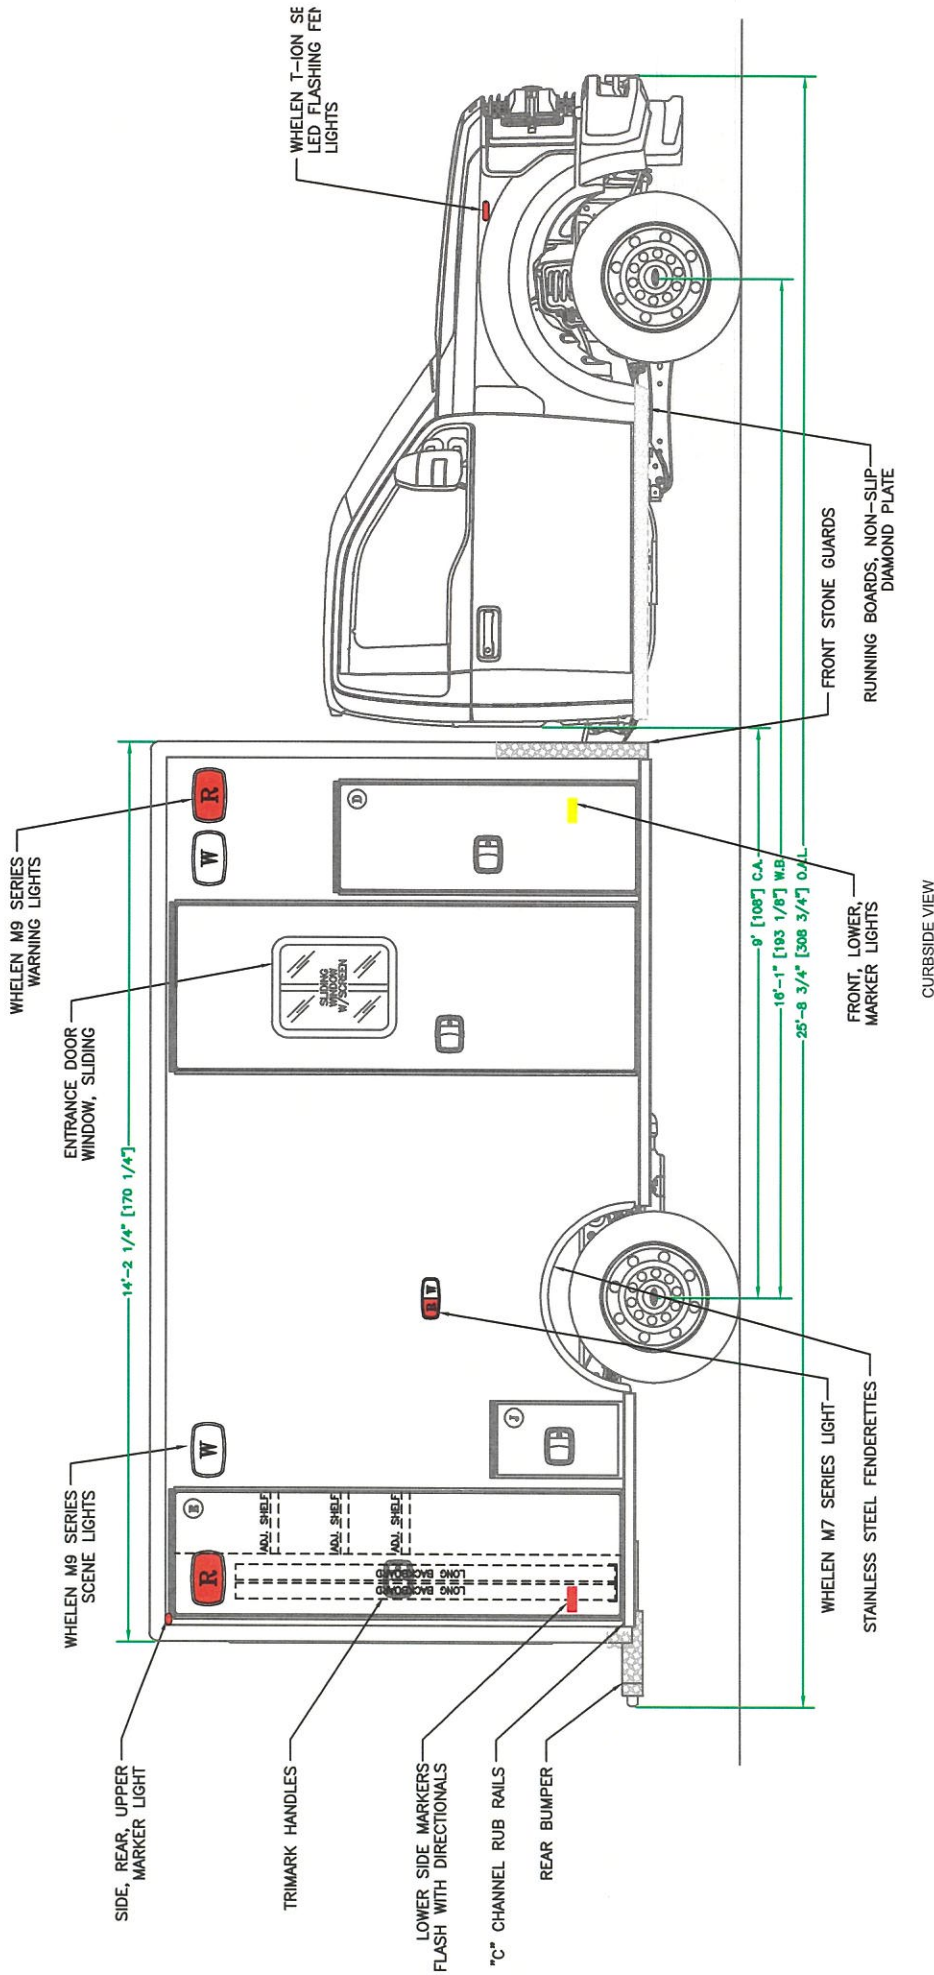 SIDE, REAR, UPPER
MARKER LIGHT
WHELEN M9 SERIES
SCENE LIGHTS
ENTRANCE DOOR
WINDOW, SLIDING
WHELEN M9 SERIES
WARNING LIGHTS
WHELEN T-ION
LED FLASHING
LIGHTS
14'-2 1/4" [170 1/4"]
TRIMARK HANDLES
R
W
W
R
E
ADJ. SHELF
ADJ. SHELF
ADJ. SHELF
LONG BACKBOARD
LONG BACKBOARD
SLIDING
WINDOW
W/SCREEN
D
R W
J
LOWER SIDE MARKERS
FLASH WITH DIRECTIONALS
"C" CHANNEL RUB RAILS
REAR BUMPER
9' [108"] C.A.
16'-1" [193 1/8"] W.B.
25'-8 3/4" [308 3/4"] O.A.L.
WHELEN M7 SERIES LIGHT
STAINLESS STEEL FENDERETTES
FRONT, LOWER,
MARKER LIGHTS
FRONT STONE GUARDS
RUNNING BOARDS, NON-SLIP
DIAMOND PLATE
CURBSIDE VIEW